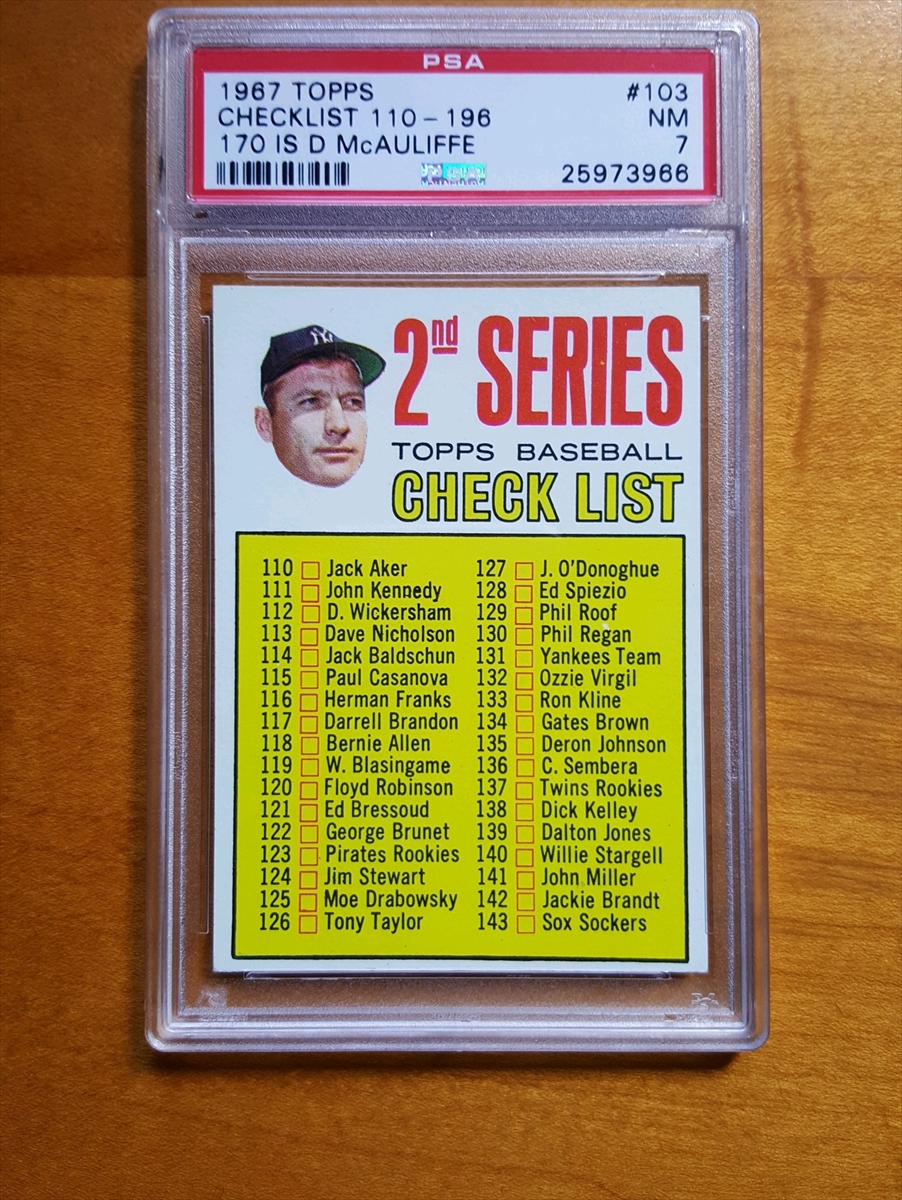 PSA
1967 TOPPS #103
CHECKLIST 110-196 NM
170 IS D McAULIFFE 7
25973966
NY
2nd SERIES
TOPPS BASEBALL
CHECK LIST
110 Jack Aker
111 John Kennedy
112 D. Wickersham
113 Dave Nicholson
114 Jack Baldschun
115 Paul Casanova
116 Herman Franks
117 Darrell Brandon
118 Bernie Allen
119 W. Blasingame
120 Floyd Robinson
121 Ed Bressoud
122 George Brunet
123 Pirates Rookies
124 Jim Stewart
125 Moe Drabowsky
126 Tony Taylor
127 J. O'Donoghue
128 Ed Spiezio
129 Phil Roof
130 Phil Regan
131 Yankees Team
132 Ozzie Virgil
133 Ron Kline
134 Gates Brown
135 Deron Johnson
136 C. Sembera
137 Twins Rookies
138 Dick Kelley
139 Dalton Jones
140 Willie Stargell
141 John Miller
142 Jackie Brandt
143 Sox Sockers